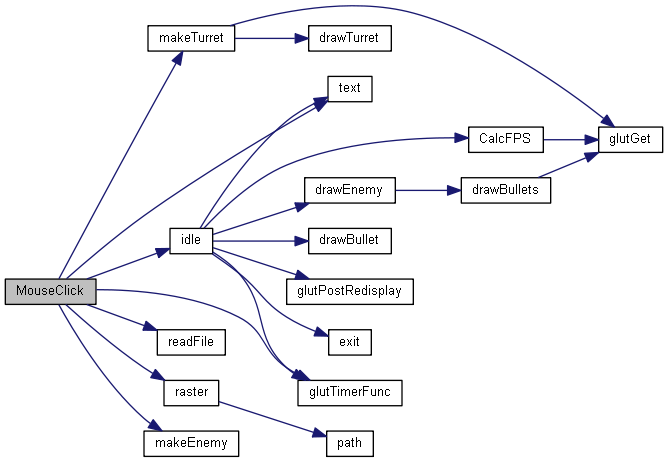 makeTurret
drawTurret
text
CalcFPS
glutGet
drawEnemy
drawBullets
idle
drawBullet
MouseClick
glutPostRedisplay
readFile
exit
raster
glutTimerFunc
makeEnemy
path